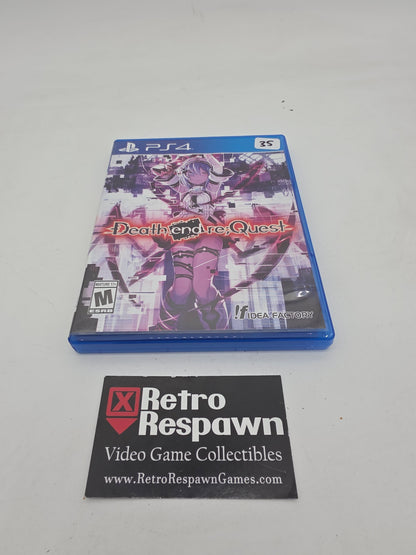 PS4
35
Death end re;Quest
MATURE 17+
M
ESRB
IF IDEA FACTORY
Retro
Respawn
Video Game Collectibles
www.RetroRespawnGames.com